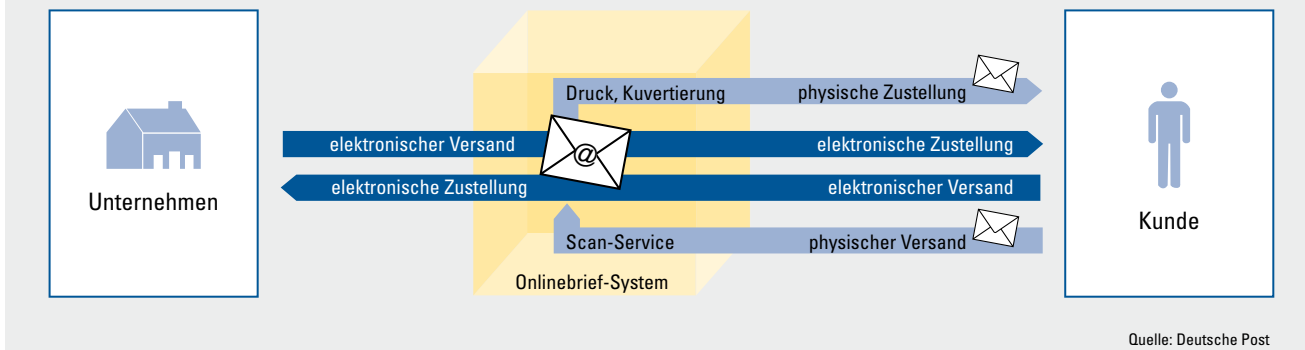 Unternehmen
Druck, Kuvertierung
physische Zustellung
elektronischer Versand
@
elektronische Zustellung
elektronische Zustellung
elektronischer Versand
Scan-Service
physischer Versand
Onlinebrief-System
Kunde
Quelle: Deutsche Post